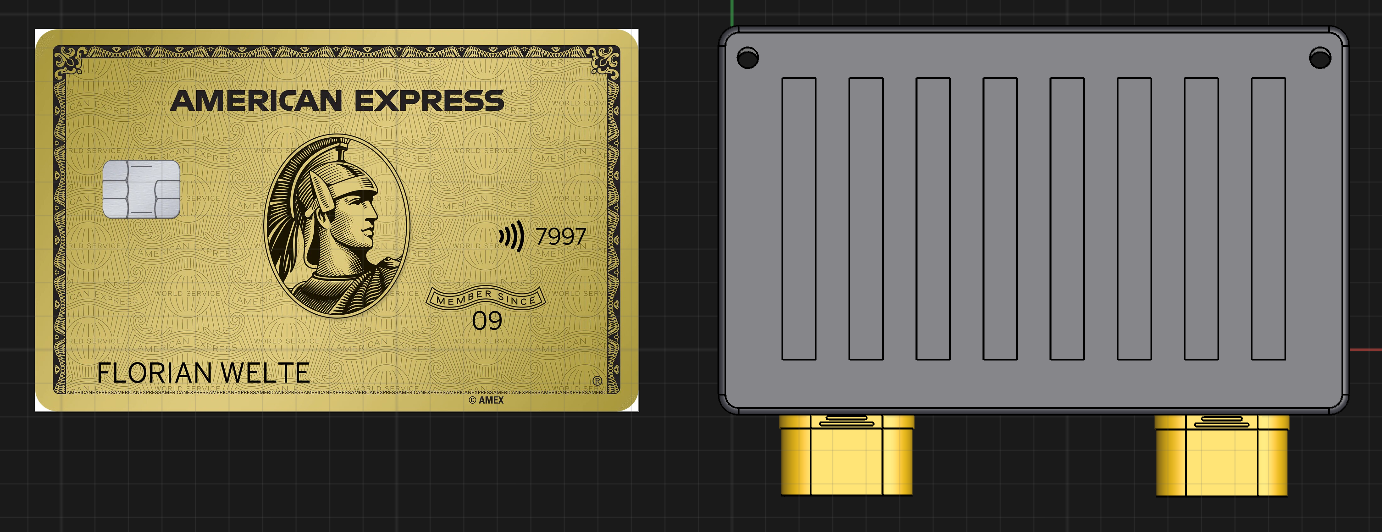 AMERICAN EXPRESS
7997
MEMBER SINCE
09
FLORIAN WELTE
®
© AMEX